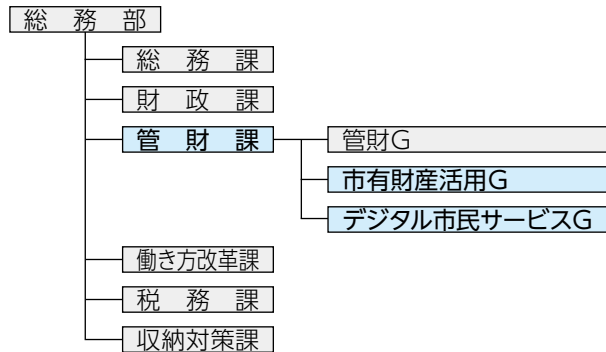 総務部
総務課
財政課
管財課
管財G
市有財産活用G
デジタル市民サービスG
働き方改革課
税務課
収納対策課